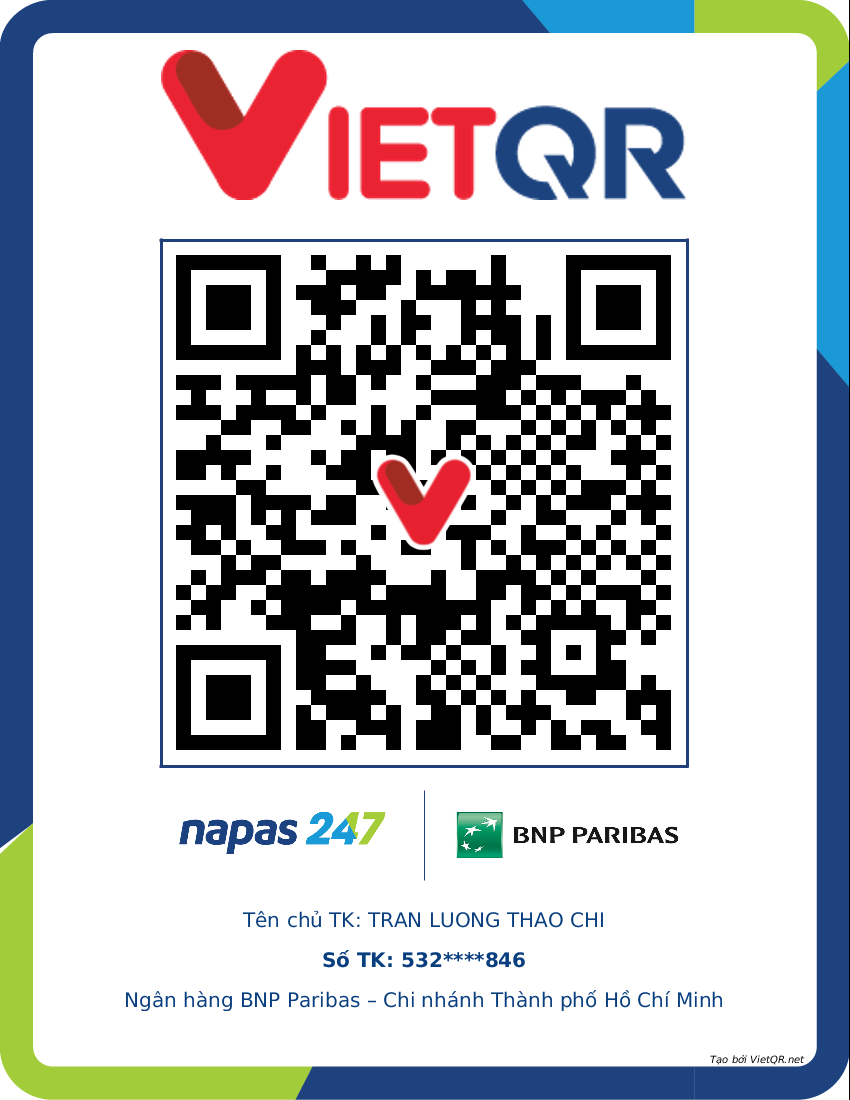 VIETQR
napas 247
BNP PARIBAS
Tên chủ TK: TRAN LUONG THAO CHI
Số TK: 532****846
Ngân hàng BNP Paribas – Chi nhánh Thành phố Hồ Chí Minh
Tạo bởi VietQR.net